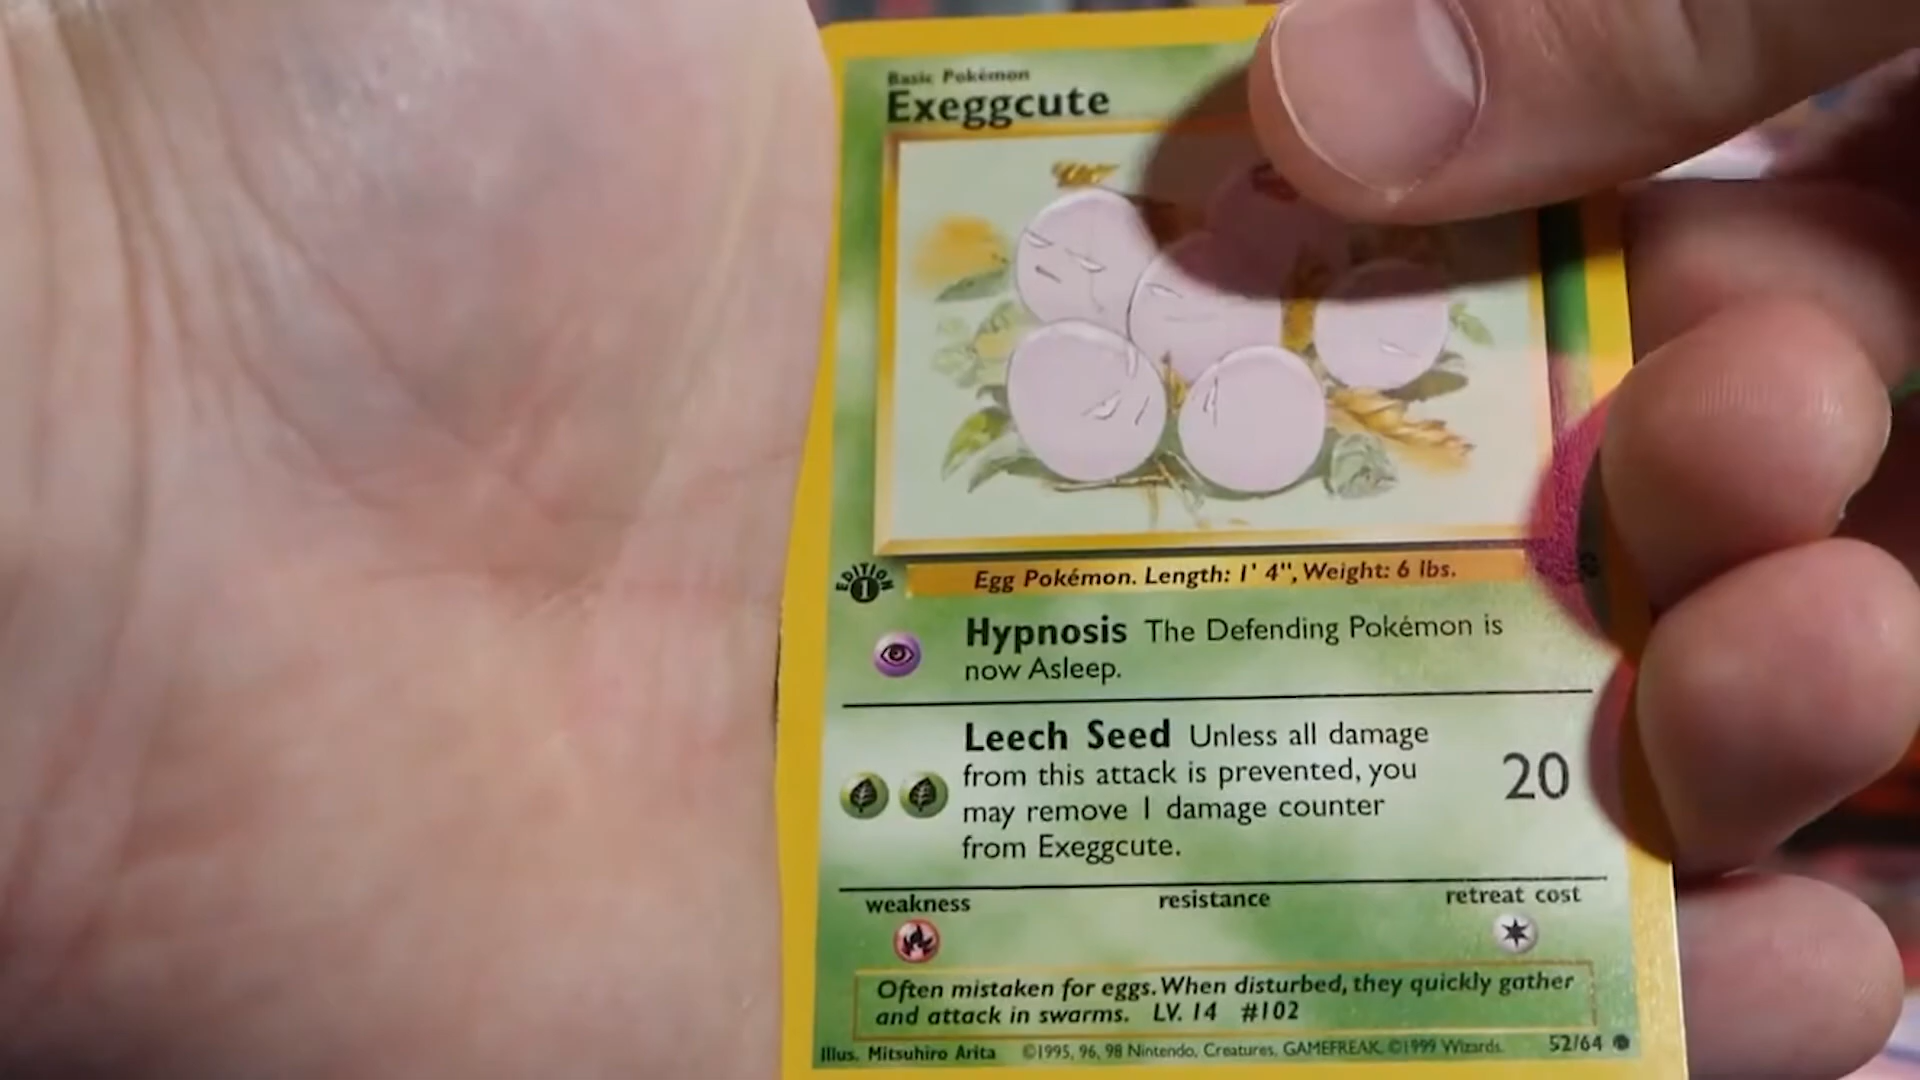 Basic Pokémon
Exeggcute
EDITION
1
Egg Pokémon. Length: 1' 4", Weight: 6 lbs.
Hypnosis The Defending Pokémon is
now Asleep.
Leech Seed Unless all damage
from this attack is prevented, you
may remove 1 damage counter
from Exeggcute.
20
weakness resistance retreat cost
Often mistaken for eggs. When disturbed, they quickly gather
and attack in swarms. LV. 14 #102
Illus. Mitsuhiro Arita ©1995, 96, 98 Nintendo, Creatures, GAMEFREAK. ©1999 Wizards. 52/64